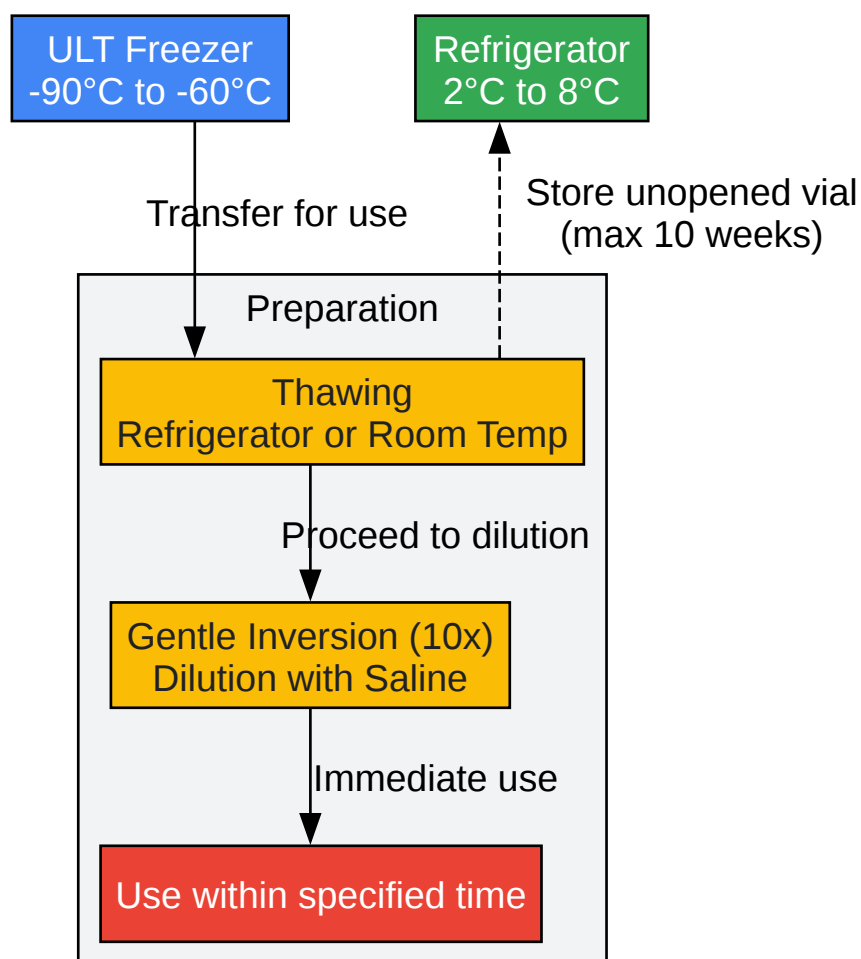 ULT Freezer
-90°C to -60°C
Refrigerator
2°C to 8°C
Transfer for use
Store unopened vial
(max 10 weeks)
Preparation
Thawing
Refrigerator or Room Temp
Proceed to dilution
Gentle Inversion (10x)
Dilution with Saline
Immediate use
Use within specified time